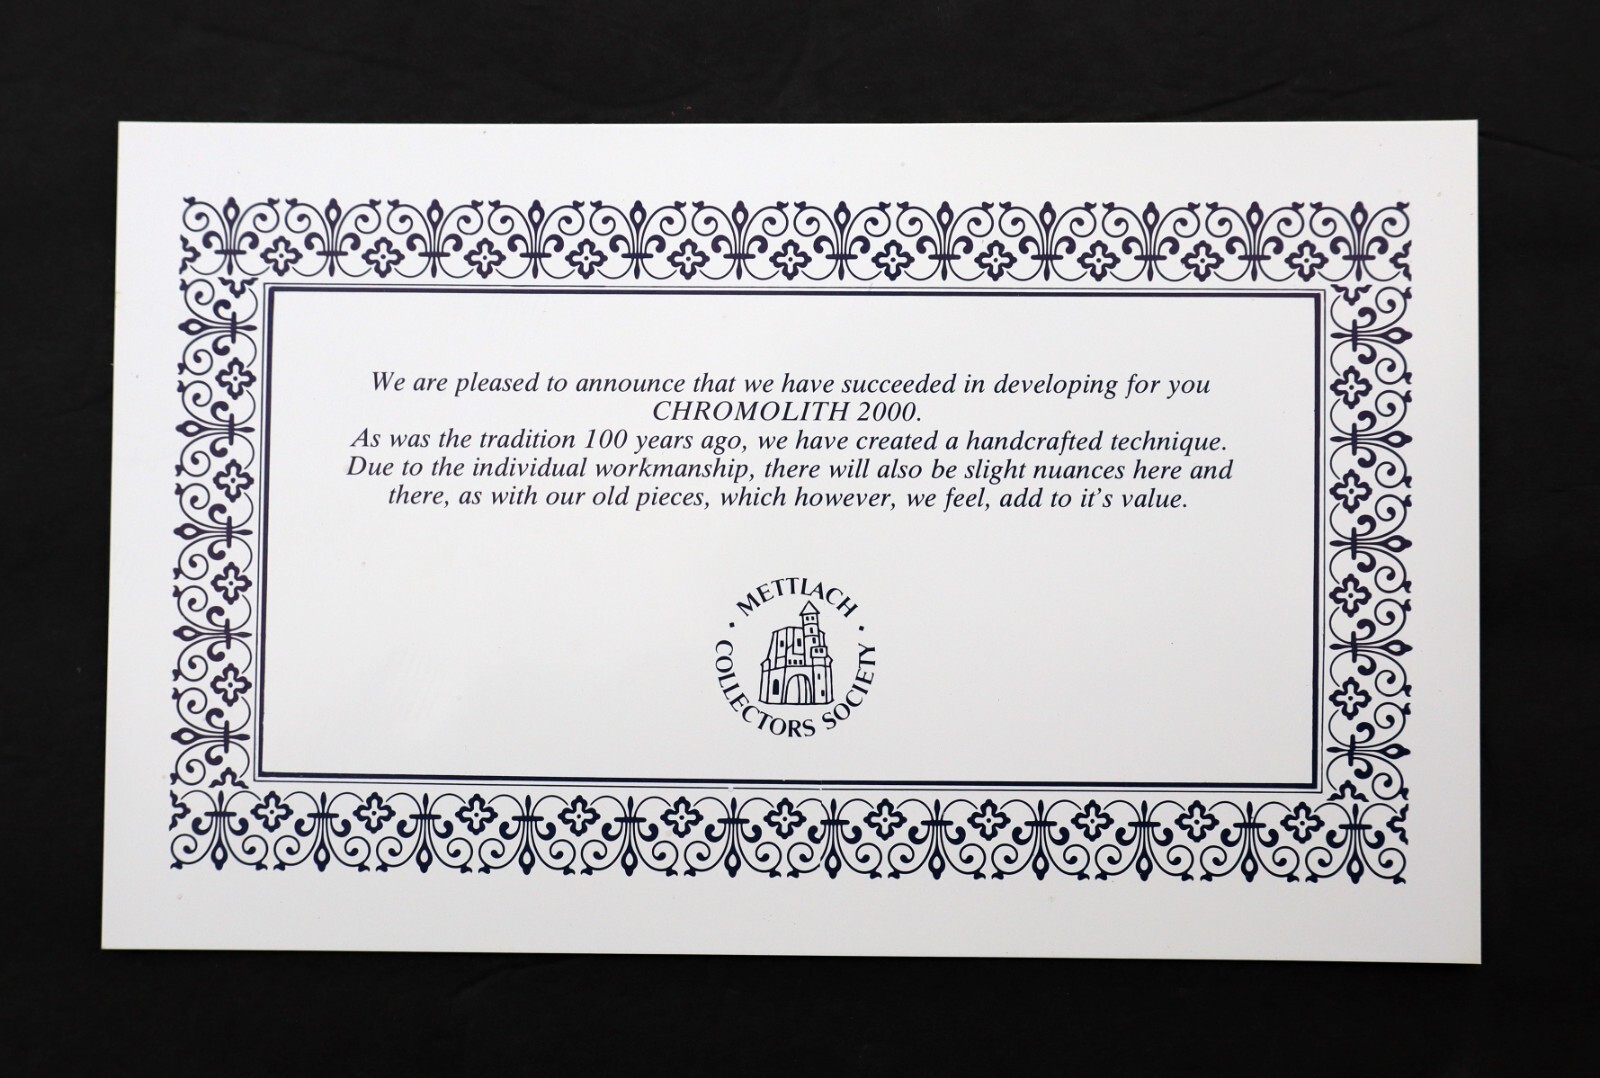 We are pleased to announce that we have succeeded in developing for you
CHROMOLITH 2000.
As was the tradition 100 years ago, we have created a handcrafted technique.
Due to the individual workmanship, there will also be slight nuances here and
there, as with our old pieces, which however, we feel, add to it's value.
· METTLACH ·
COLLECTORS SOCIETY